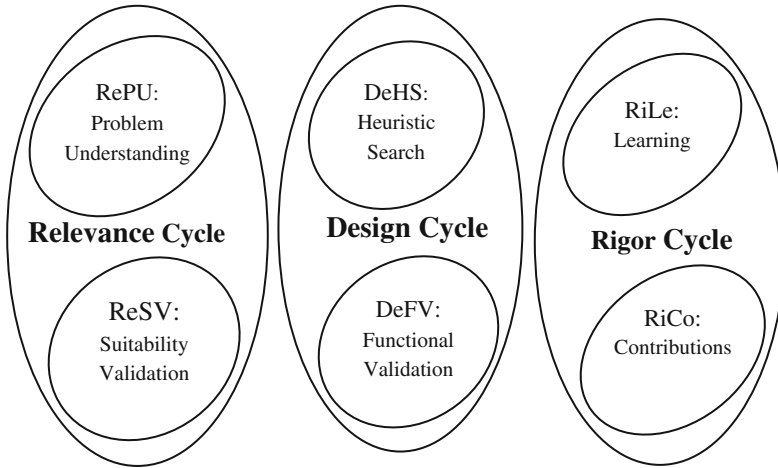 RePU:
Problem
Understanding
Relevance Cycle
ReSV:
Suitability
Validation
DeHS:
Heuristic
Search
Design Cycle
DeFV:
Functional
Validation
RiLe:
Learning
Rigor Cycle
RiCo:
Contributions